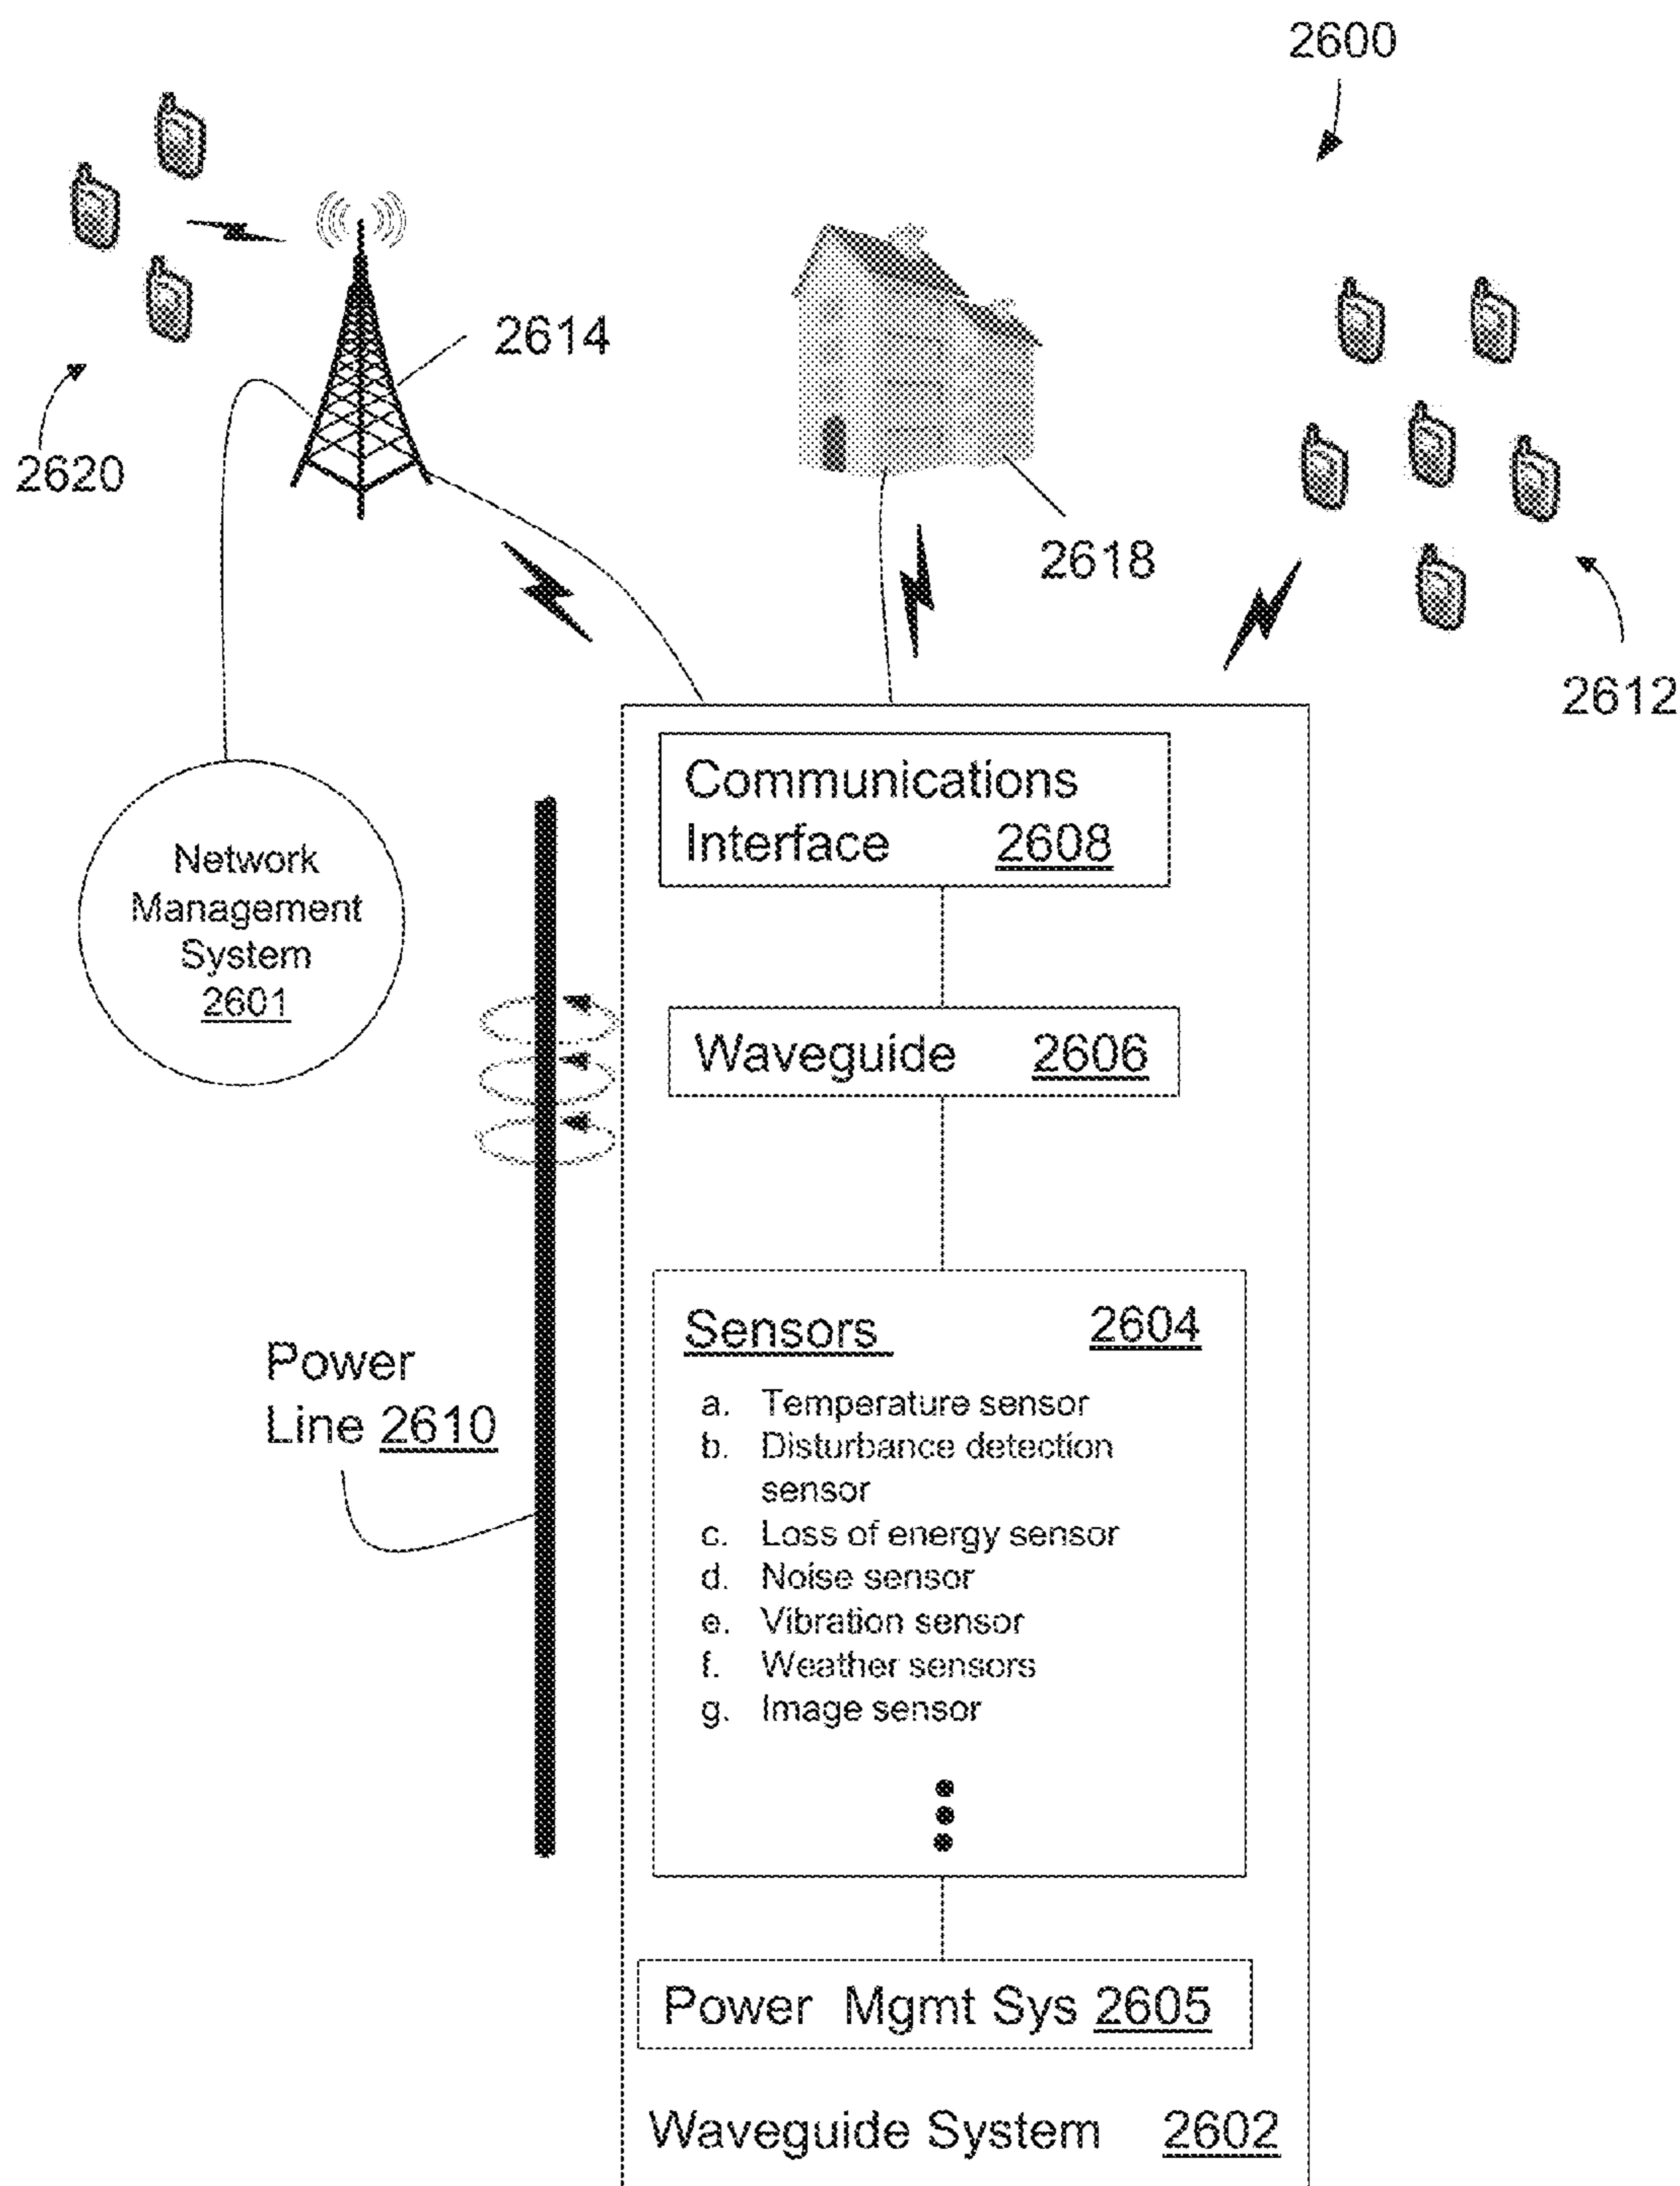 2600
2614
2620
2618
2612
Communications
Interface 2608
Network
Management
System
2601
Waveguide 2606
Sensors 2604
Power
Line 2610
a. Temperature sensor
b. Disturbance detection
sensor
c. Loss of energy sensor
d. Noise sensor
e. Vibration sensor
f. Weather sensors
g. Image sensor
Power Mgmt Sys 2605
Waveguide System 2602